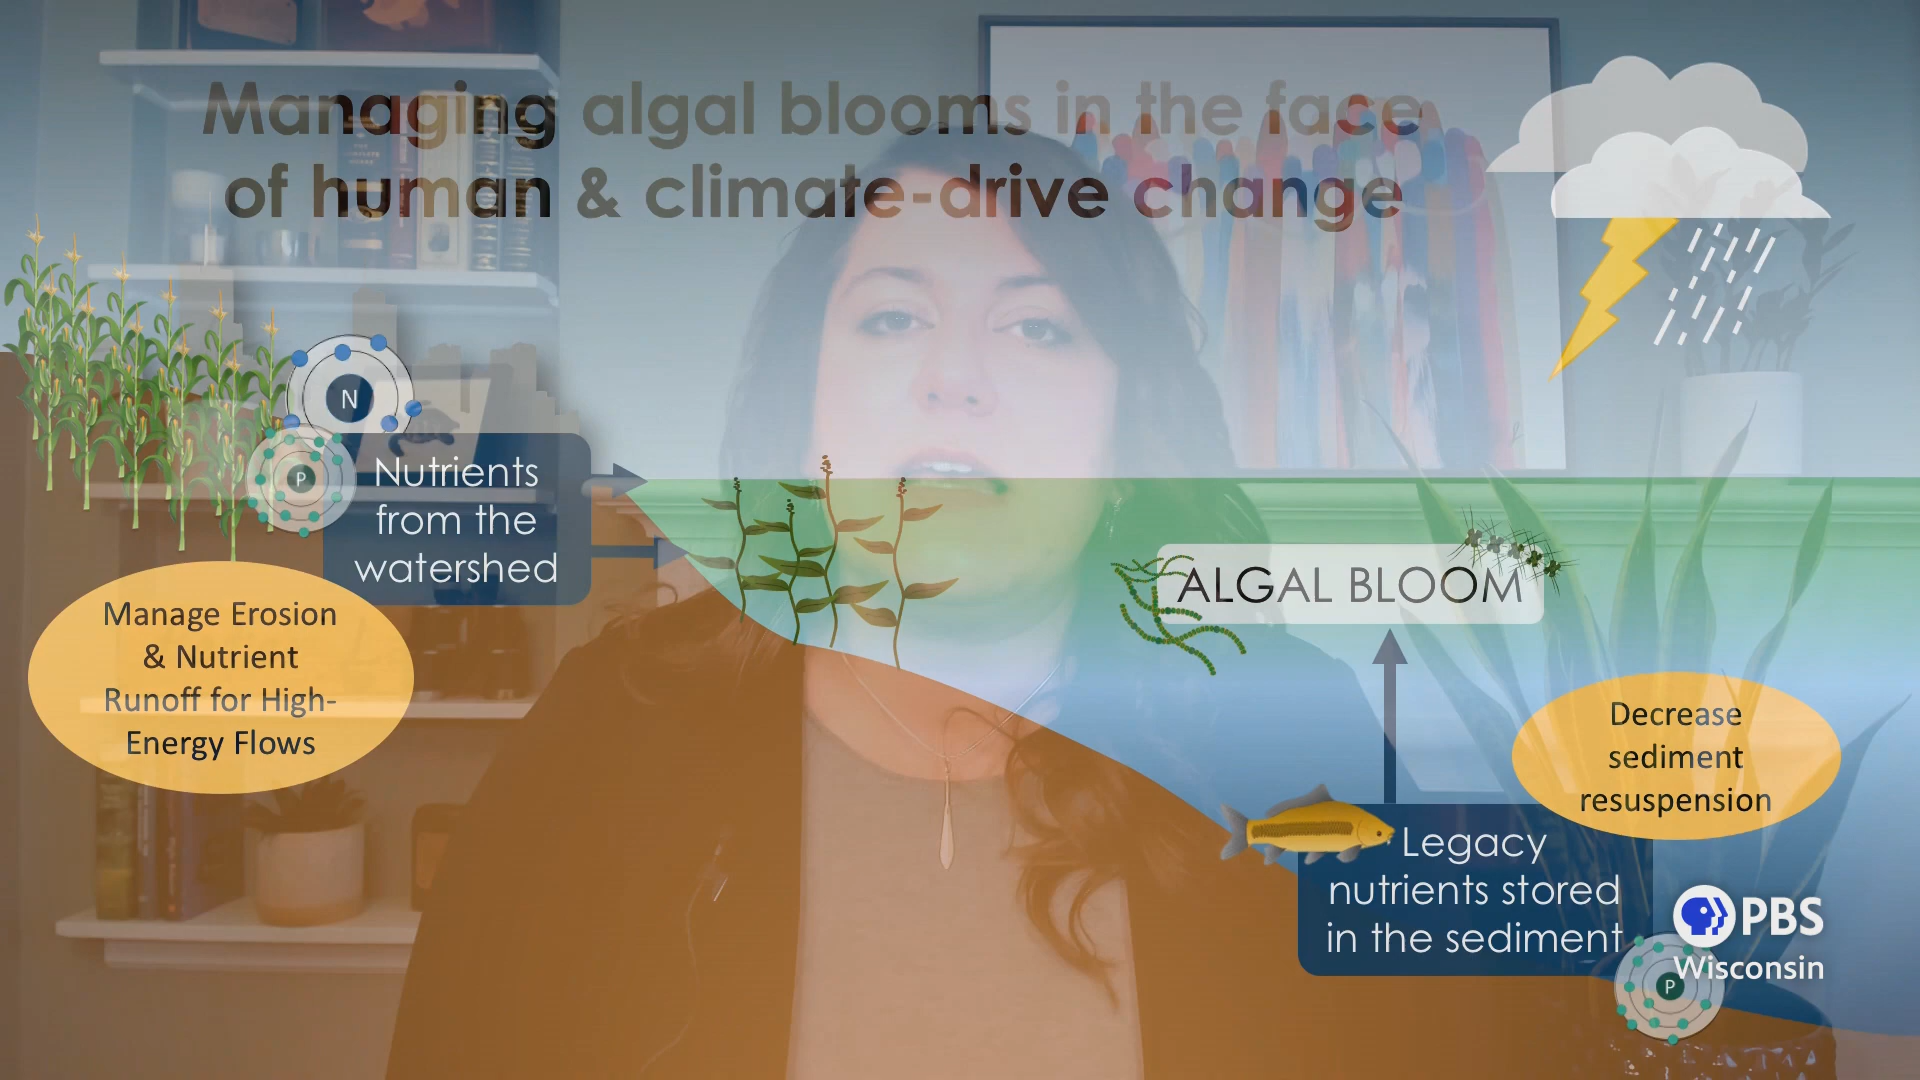 Managing algal blooms in the face
of human & climate-drive change
N
P
Nutrients
from the
watershed
Manage Erosion
& Nutrient
Runoff for High-
Energy Flows
ALGAL BLOOM
Decrease
sediment
resuspension
Legacy
nutrients stored
in the sediment
P
PBS
Wisconsin